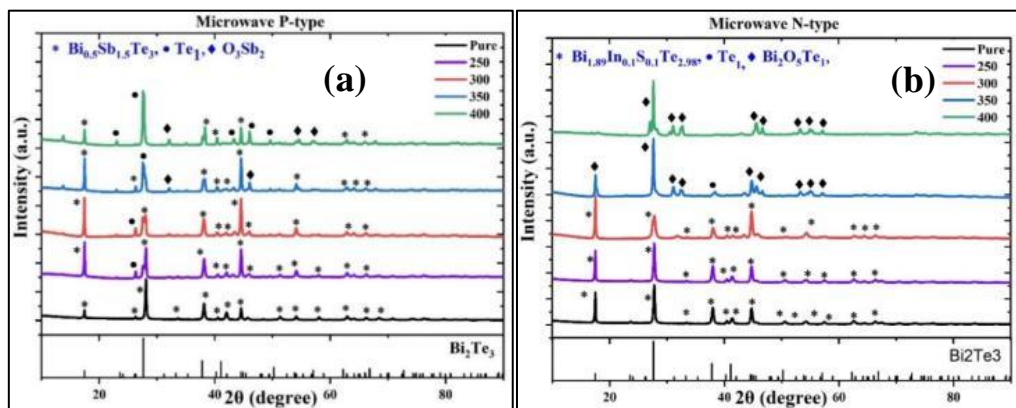 Microwave P-type
* Bi0.5Sb1.5Te3, ● Te1, ♦ O3Sb2
(a)
Pure
250
300
350
400
Intensity (a.u.)
Bi2Te3
20 40 60 80
2θ (degree)
Microwave N-type
* Bi1.89In0.1S0.1Te2.98, ● Te1, ♦ Bi2O5Te1,
(b)
Pure
250
300
350
400
Intensity (a.u.)
Bi2Te3
20 40 60 80
2θ (degree)